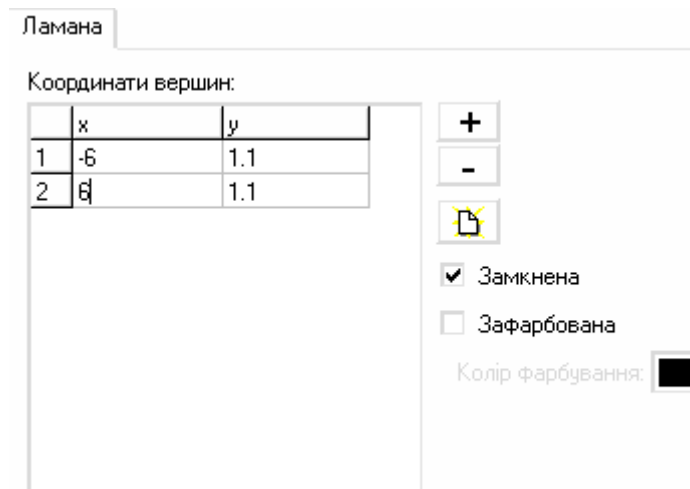 Ламана
Координати вершин:
x y
1 -6 1.1
2 6 1.1
+
-
Замкнена
Зафарбована
Колір фарбування: